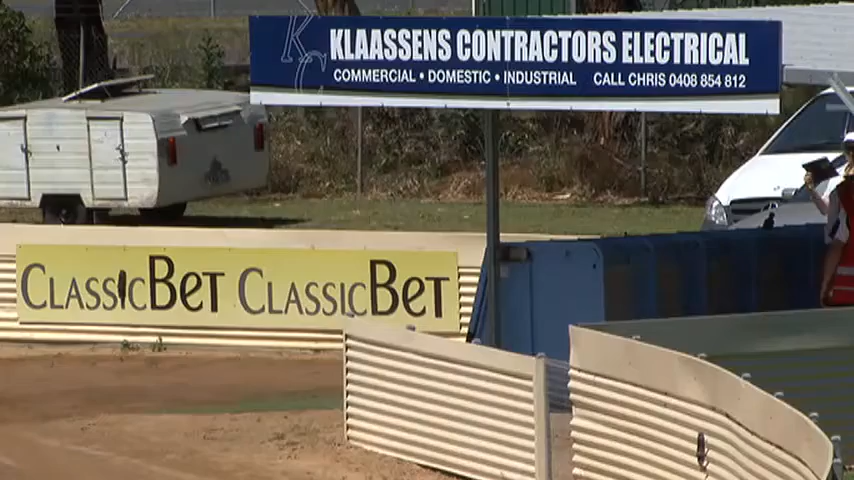 KC
KLAASSENS CONTRACTORS ELECTRICAL
COMMERCIAL • DOMESTIC • INDUSTRIAL CALL CHRIS 0408 854 812
CLASSICBET CLASSICBET